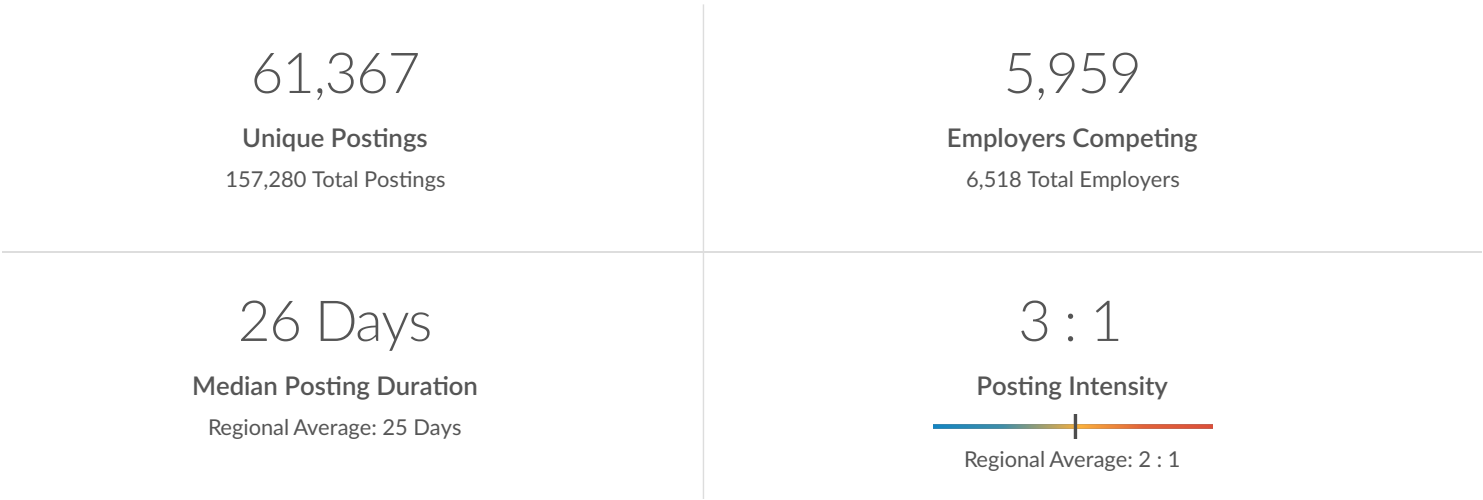 61,367
Unique Postings
157,280 Total Postings
5,959
Employers Competing
6,518 Total Employers
26 Days
Median Posting Duration
Regional Average: 25 Days
3 : 1
Posting Intensity
Regional Average: 2 : 1